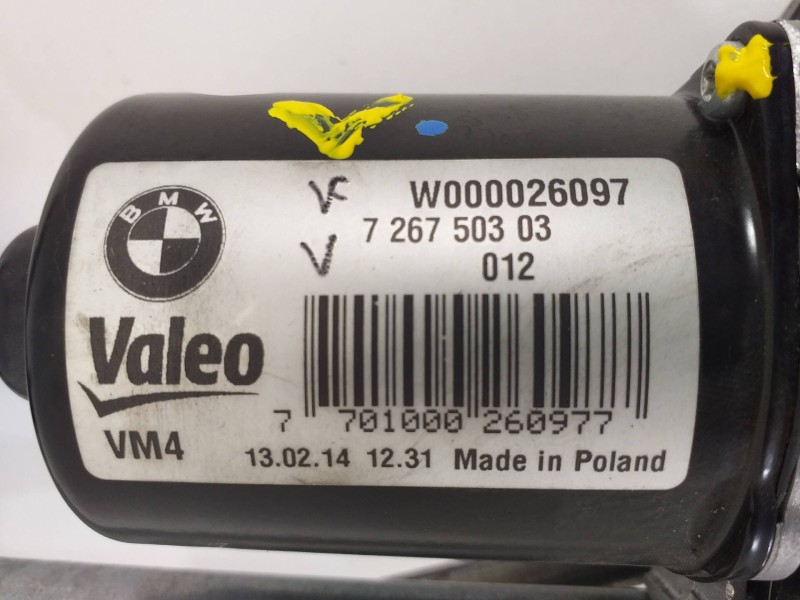 BMW
W000026097
7 267 503 03
012
Valeo
7 701000 260977
VM4
13.02.14 12.31 Made in Poland